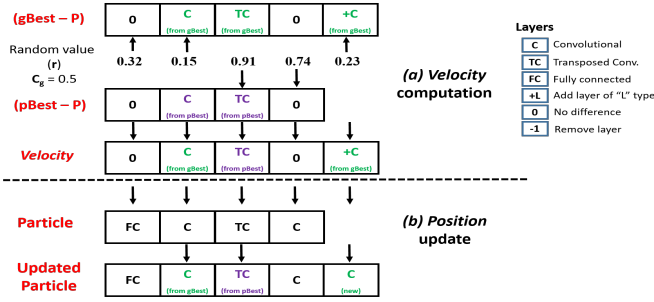 (gBest – P)
0
C
(from gBest)
TC
(from gBest)
0
+C
(from gBest)
Random value
(r)
Cg = 0.5
0.32
0.15
0.91
0.74
0.23
(pBest – P)
0
C
(from pBest)
TC
(from pBest)
0
(a) Velocity
computation
Velocity
0
C
(from gBest)
TC
(from pBest)
0
+C
(from gBest)
Particle
FC
C
TC
C
(b) Position
update
Updated
Particle
FC
C
(from gBest)
TC
(from pBest)
C
C
(new)
Layers
C Convolutional
TC Transposed Conv.
FC Fully connected
+L Add layer of “L” type
0 No difference
-1 Remove layer